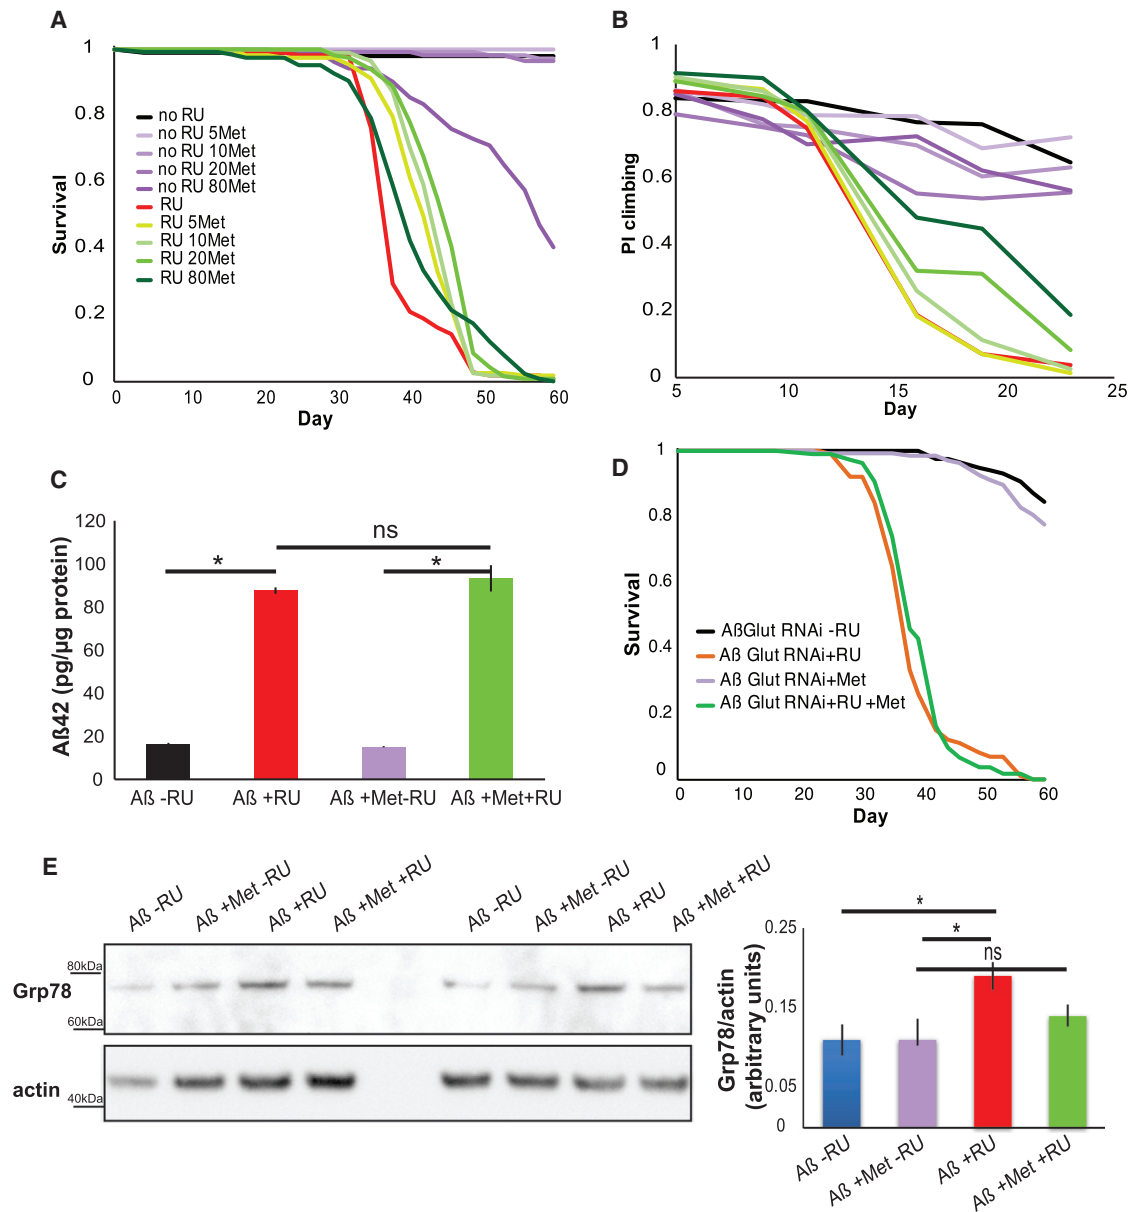 A
1
0.8
0.6
0.4
0.2
0
Survival
no RU
no RU 5Met
no RU 10Met
no RU 20Met
no RU 80Met
RU
RU 5Met
RU 10Met
RU 20Met
RU 80Met
0 10 20 30 40 50 60
Day
B
1
0.8
0.6
0.4
0.2
0
PI climbing
5 10 15 20 25
Day
C
120
100
80
60
40
20
0
Aß42 (pg/µg protein)
ns
* *
Aß -RU Aß +RU Aß +Met-RU Aß +Met+RU
D
1
0.8
0.6
0.4
0.2
0
Survival
AßGlut RNAi -RU
Aß Glut RNAi+RU
Aß Glut RNAi+Met
Aß Glut RNAi+RU +Met
0 10 20 30 40 50 60
Day
E
Aß -RU Aß +Met -RU Aß +RU Aß +Met +RU Aß -RU Aß +Met -RU Aß +RU Aß +Met +RU
80kDa
Grp78
60kDa
actin
40kDa
0.25
0.15
0.05
0
Grp78/actin
(arbitrary units)
*
*
ns
Aß -RU Aß +Met -RU Aß +RU Aß +Met +RU